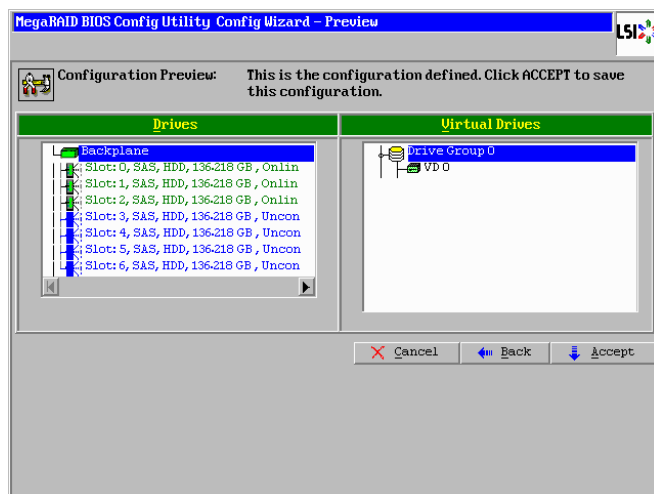 MegaRAID BIOS Config Utility Config Wizard - Preview
LSI
Configuration Preview: This is the configuration defined. Click ACCEPT to save
this configuration.
Drives
Backplane
Slot: 0, SAS, HDD, 136.218 GB, Onlin
Slot: 1, SAS, HDD, 136.218 GB, Onlin
Slot: 2, SAS, HDD, 136.218 GB, Onlin
Slot: 3, SAS, HDD, 136.218 GB, Uncon
Slot: 4, SAS, HDD, 136.218 GB, Uncon
Slot: 5, SAS, HDD, 136.218 GB, Uncon
Slot: 6, SAS, HDD, 136.218 GB, Uncon
Virtual Drives
Drive Group 0
VD 0
Cancel
Back
Accept